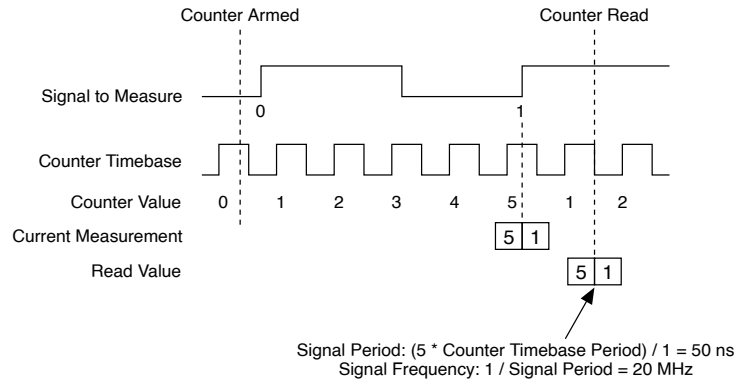 Counter Armed Counter Read
Signal to Measure
0 1
Counter Timebase
Counter Value 0 1 2 3 4 5 1 2
Current Measurement 5 1
Read Value 5 1
Signal Period: (5 * Counter Timebase Period) / 1 = 50 ns
Signal Frequency: 1 / Signal Period = 20 MHz